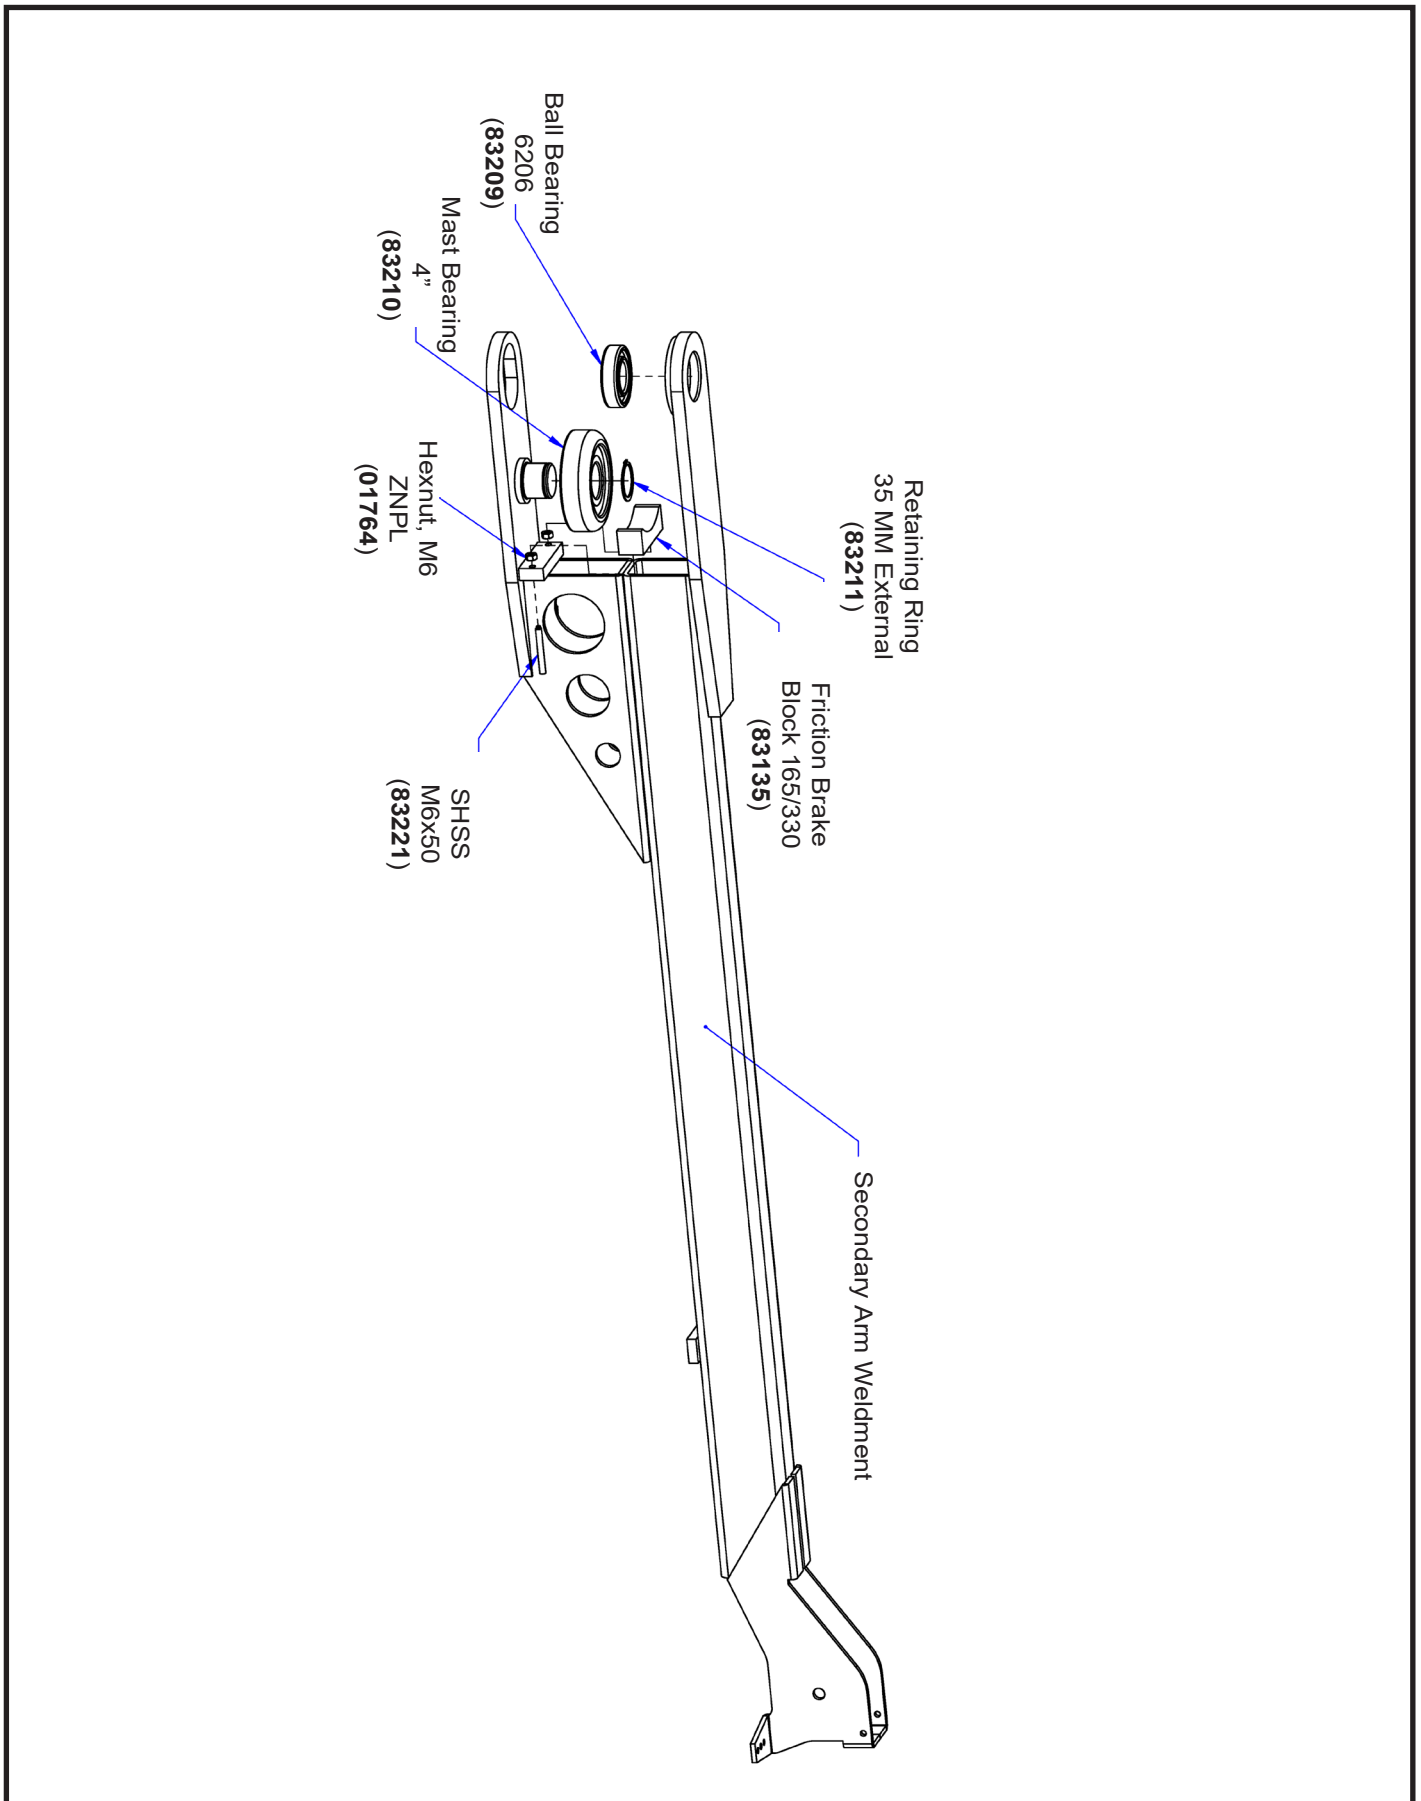 Retaining Ring
35 MM External
(83211)
Friction Brake
Block 165/330
(83135)
Secondary Arm Weldment
Ball Bearing
6206
(83209)
Mast Bearing
4”
(83210)
Hexnut, M6
ZNPL
(01764)
SHSS
M6x50
(83221)